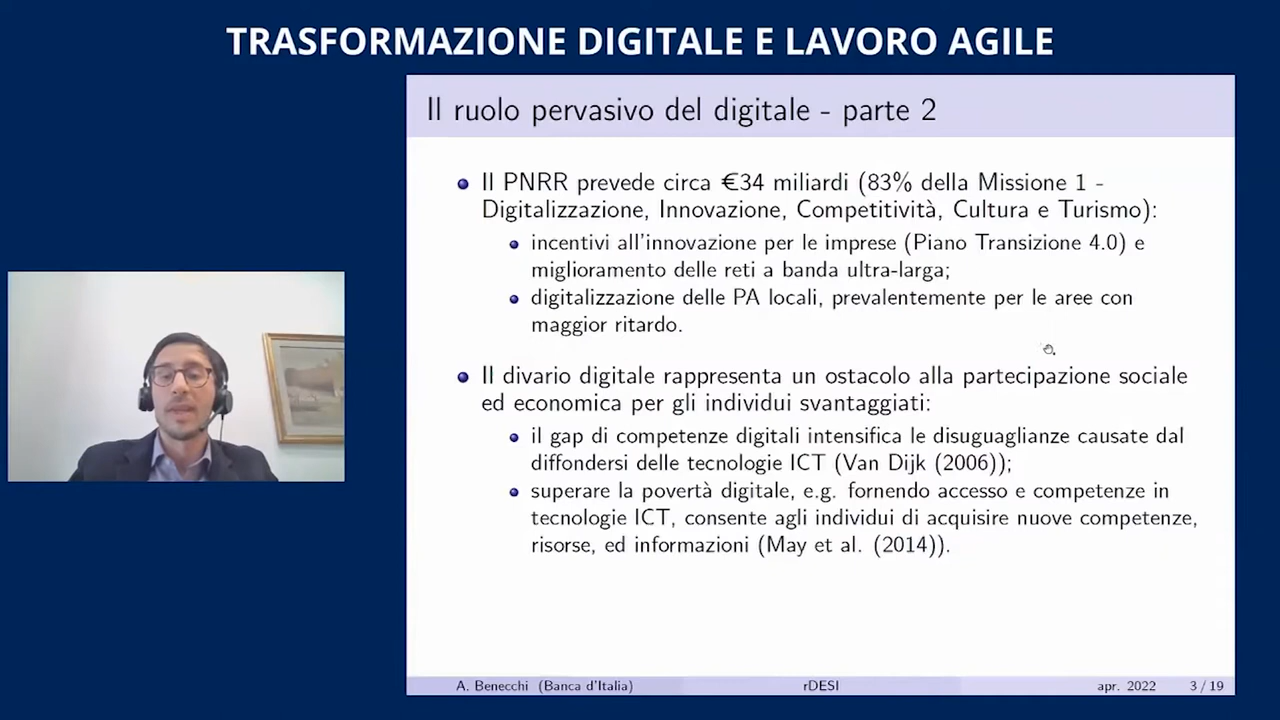 TRASFORMAZIONE DIGITALE E LAVORO AGILE
Il ruolo pervasivo del digitale - parte 2
Il PNRR prevede circa €34 miliardi (83% della Missione 1 -
Digitalizzazione, Innovazione, Competitività, Cultura e Turismo):
incentivi all'innovazione per le imprese (Piano Transizione 4.0) e
miglioramento delle reti a banda ultra-larga;
digitalizzazione delle PA locali, prevalentemente per le aree con
maggior ritardo.
Il divario digitale rappresenta un ostacolo alla partecipazione sociale
ed economica per gli individui svantaggiati:
il gap di competenze digitali intensifica le disuguaglianze causate dal
diffondersi delle tecnologie ICT (Van Dijk (2006));
superare la povertà digitale, e.g. fornendo accesso e competenze in
tecnologie ICT, consente agli individui di acquisire nuove competenze,
risorse, ed informazioni (May et al. (2014)).
A. Benecchi (Banca d'Italia) rDESI apr. 2022 3 / 19